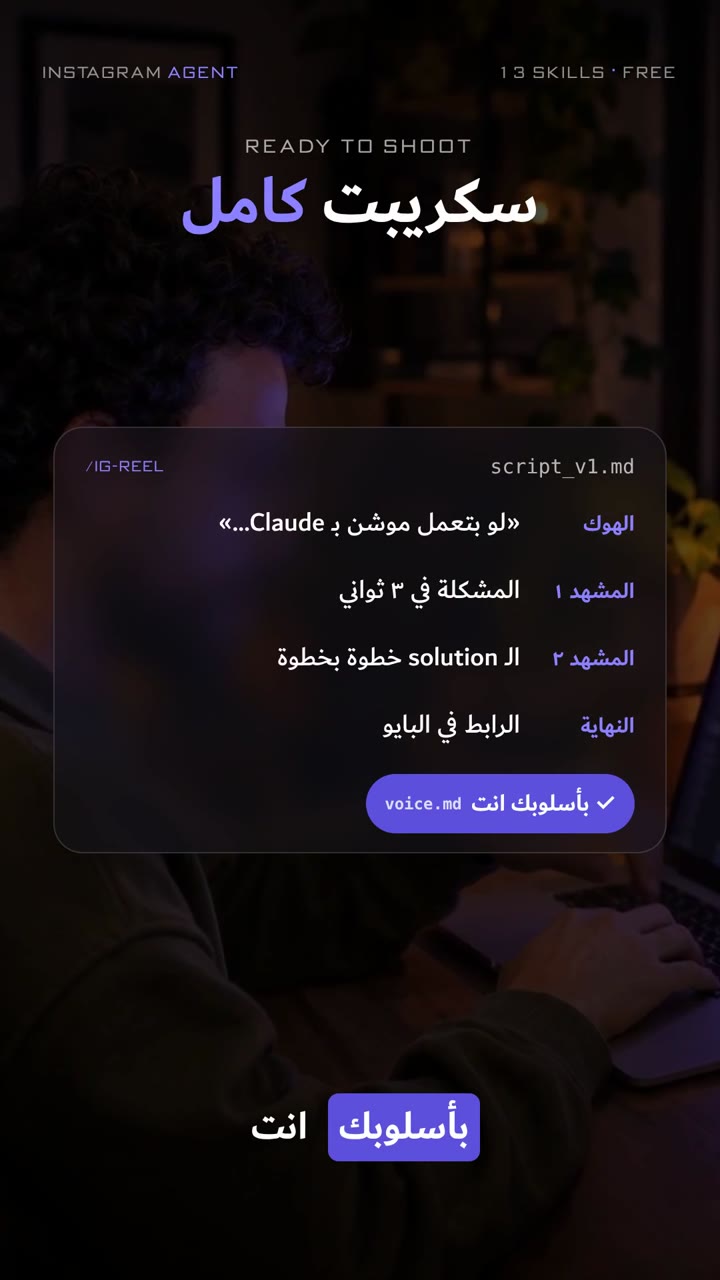 INSTAGRAM AGENT
13 SKILLS · FREE
READY TO SHOOT
سكريبت كامل
/IG-REEL
script_v1.md
الهوك «لو بتعمل موشن بـ Claude...»
المشهد ١ المشكلة في ٣ ثواني
المشهد ٢ الـ solution خطوة بخطوة
النهاية الرابط في البايو
✓ بأسلوبك انت voice.md
بأسلوبك انت